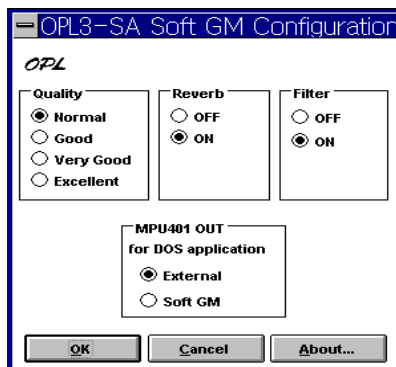 OPL3-SA Soft GM Configuration
OPL
Quality
Normal
Good
Very Good
Excellent
Reverb
OFF
ON
Filter
OFF
ON
MPU401 OUT
for DOS application
External
Soft GM
OK
Cancel
About...